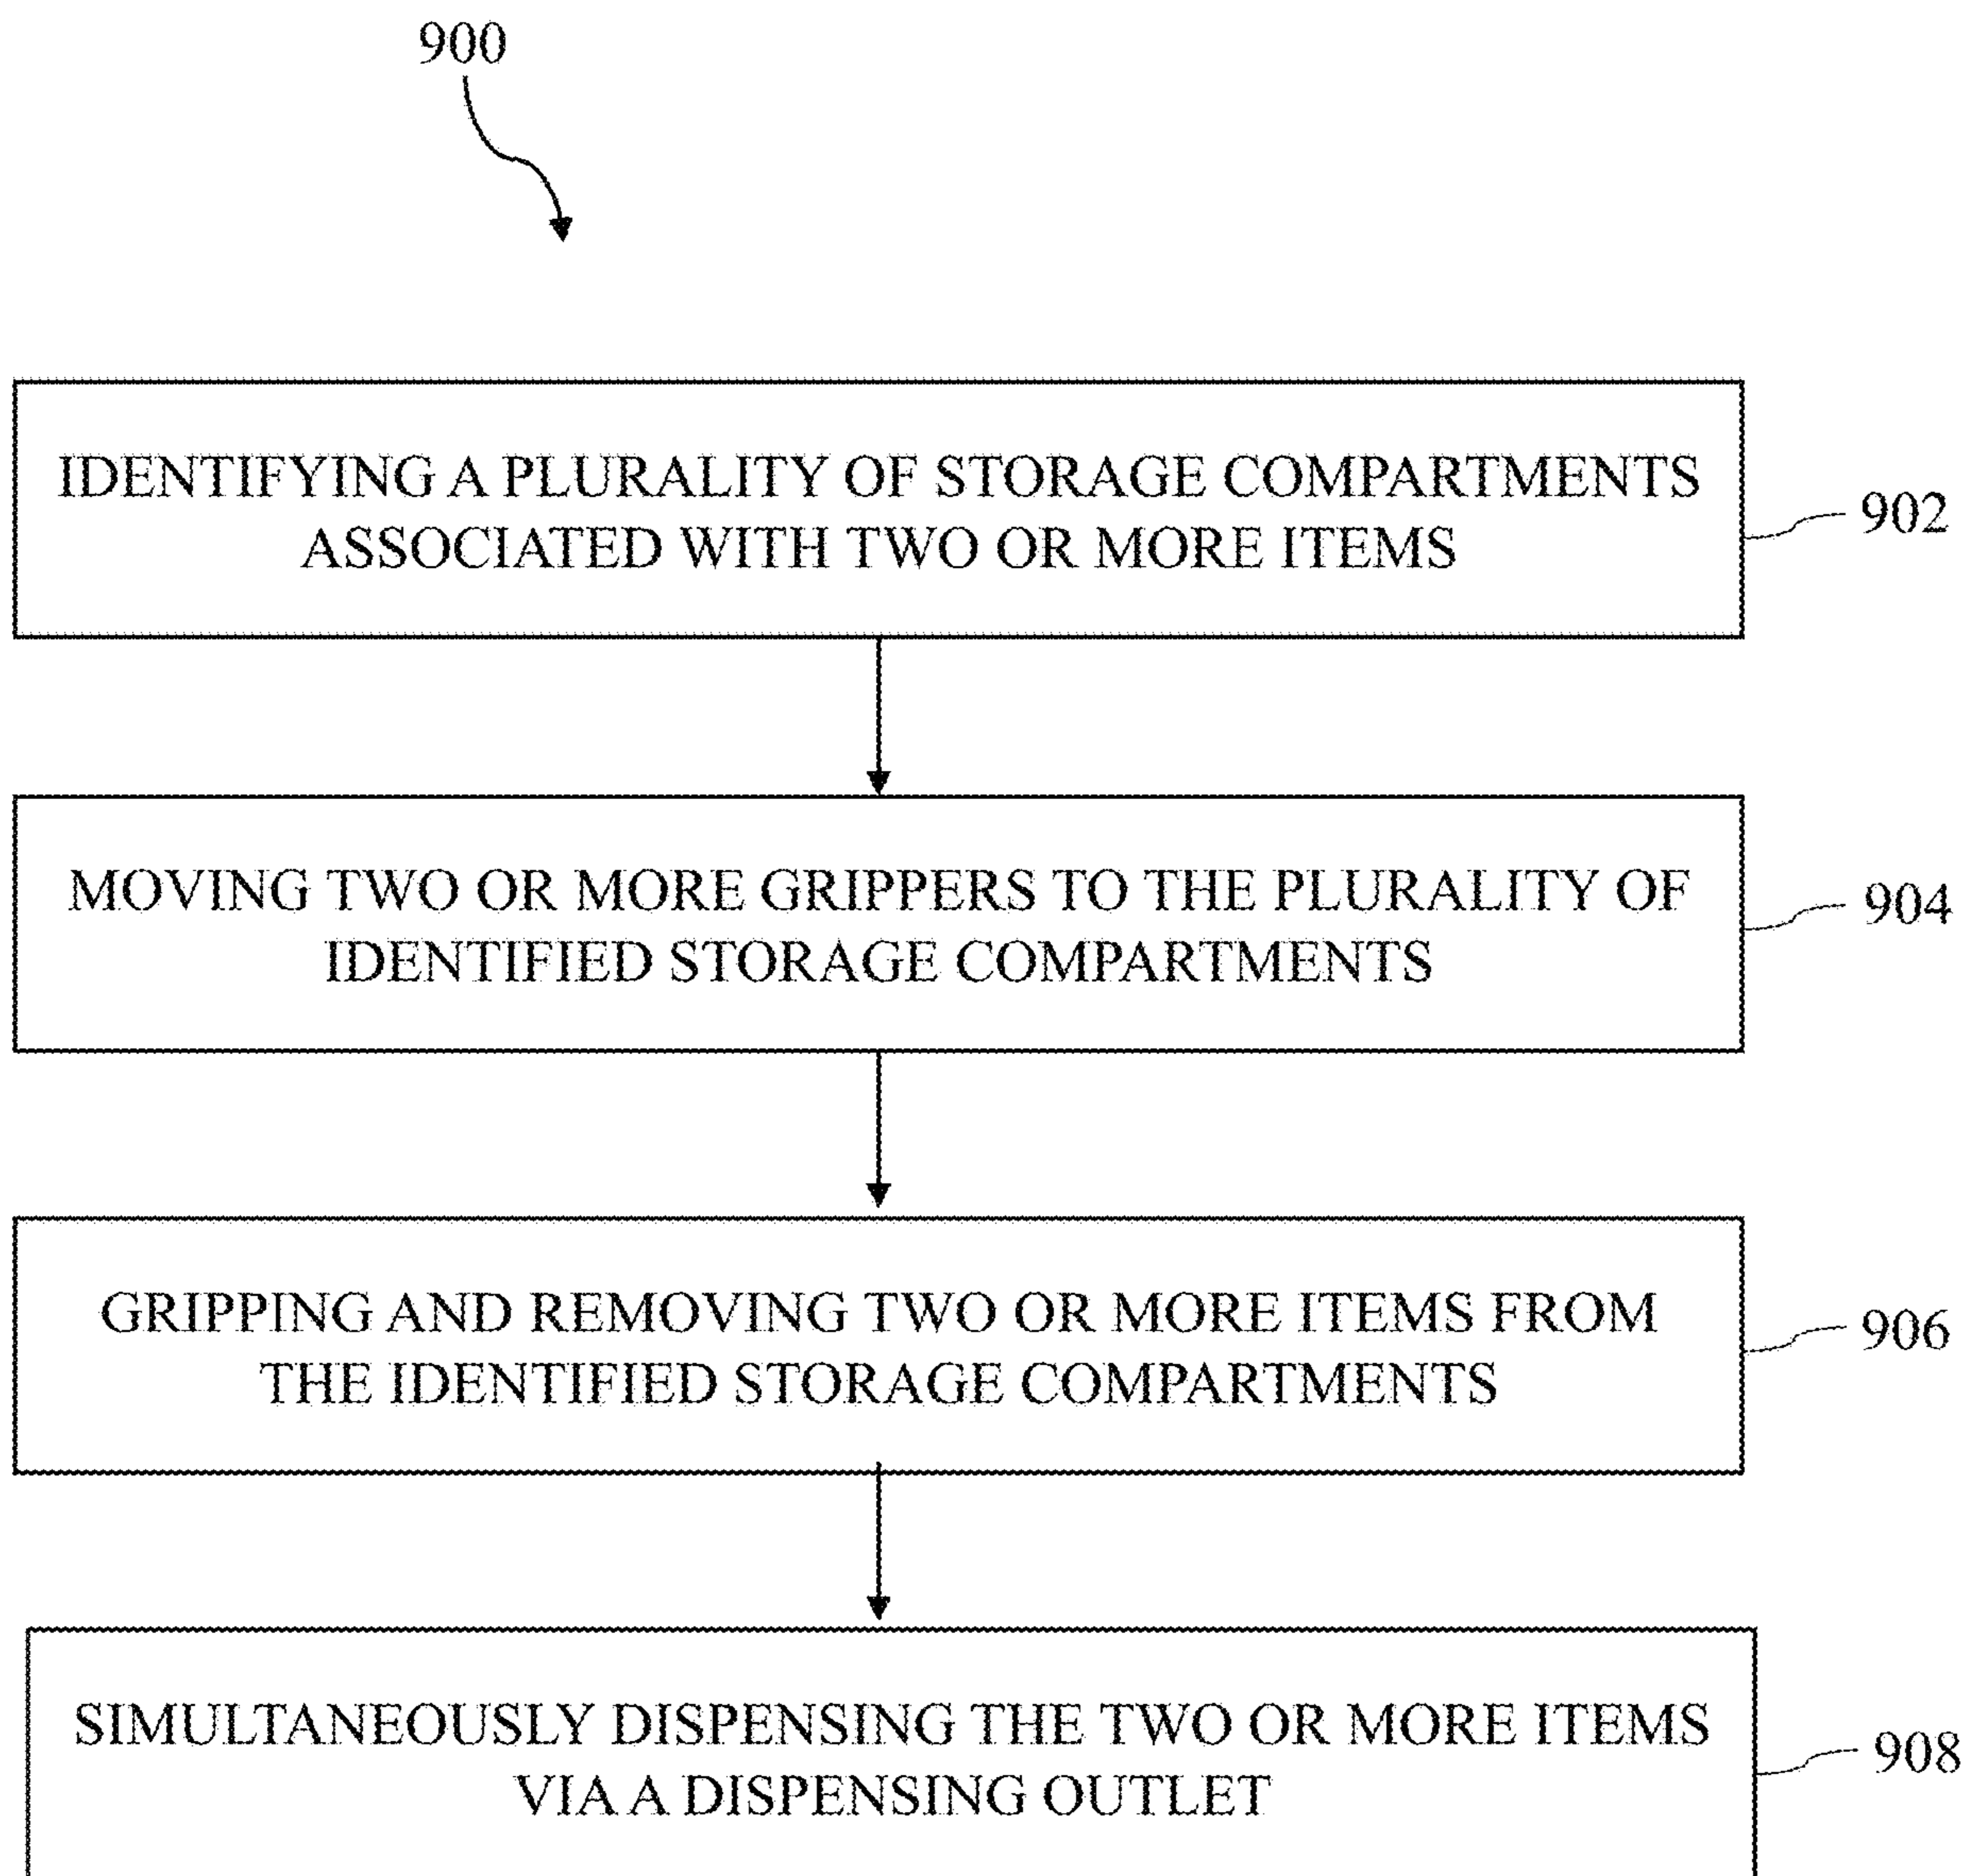 900
IDENTIFYING A PLURALITY OF STORAGE COMPARTMENTS
ASSOCIATED WITH TWO OR MORE ITEMS
902
MOVING TWO OR MORE GRIPPERS TO THE PLURALITY OF
IDENTIFIED STORAGE COMPARTMENTS
904
GRIPPING AND REMOVING TWO OR MORE ITEMS FROM
THE IDENTIFIED STORAGE COMPARTMENTS
906
SIMULTANEOUSLY DISPENSING THE TWO OR MORE ITEMS
VIA A DISPENSING OUTLET
908